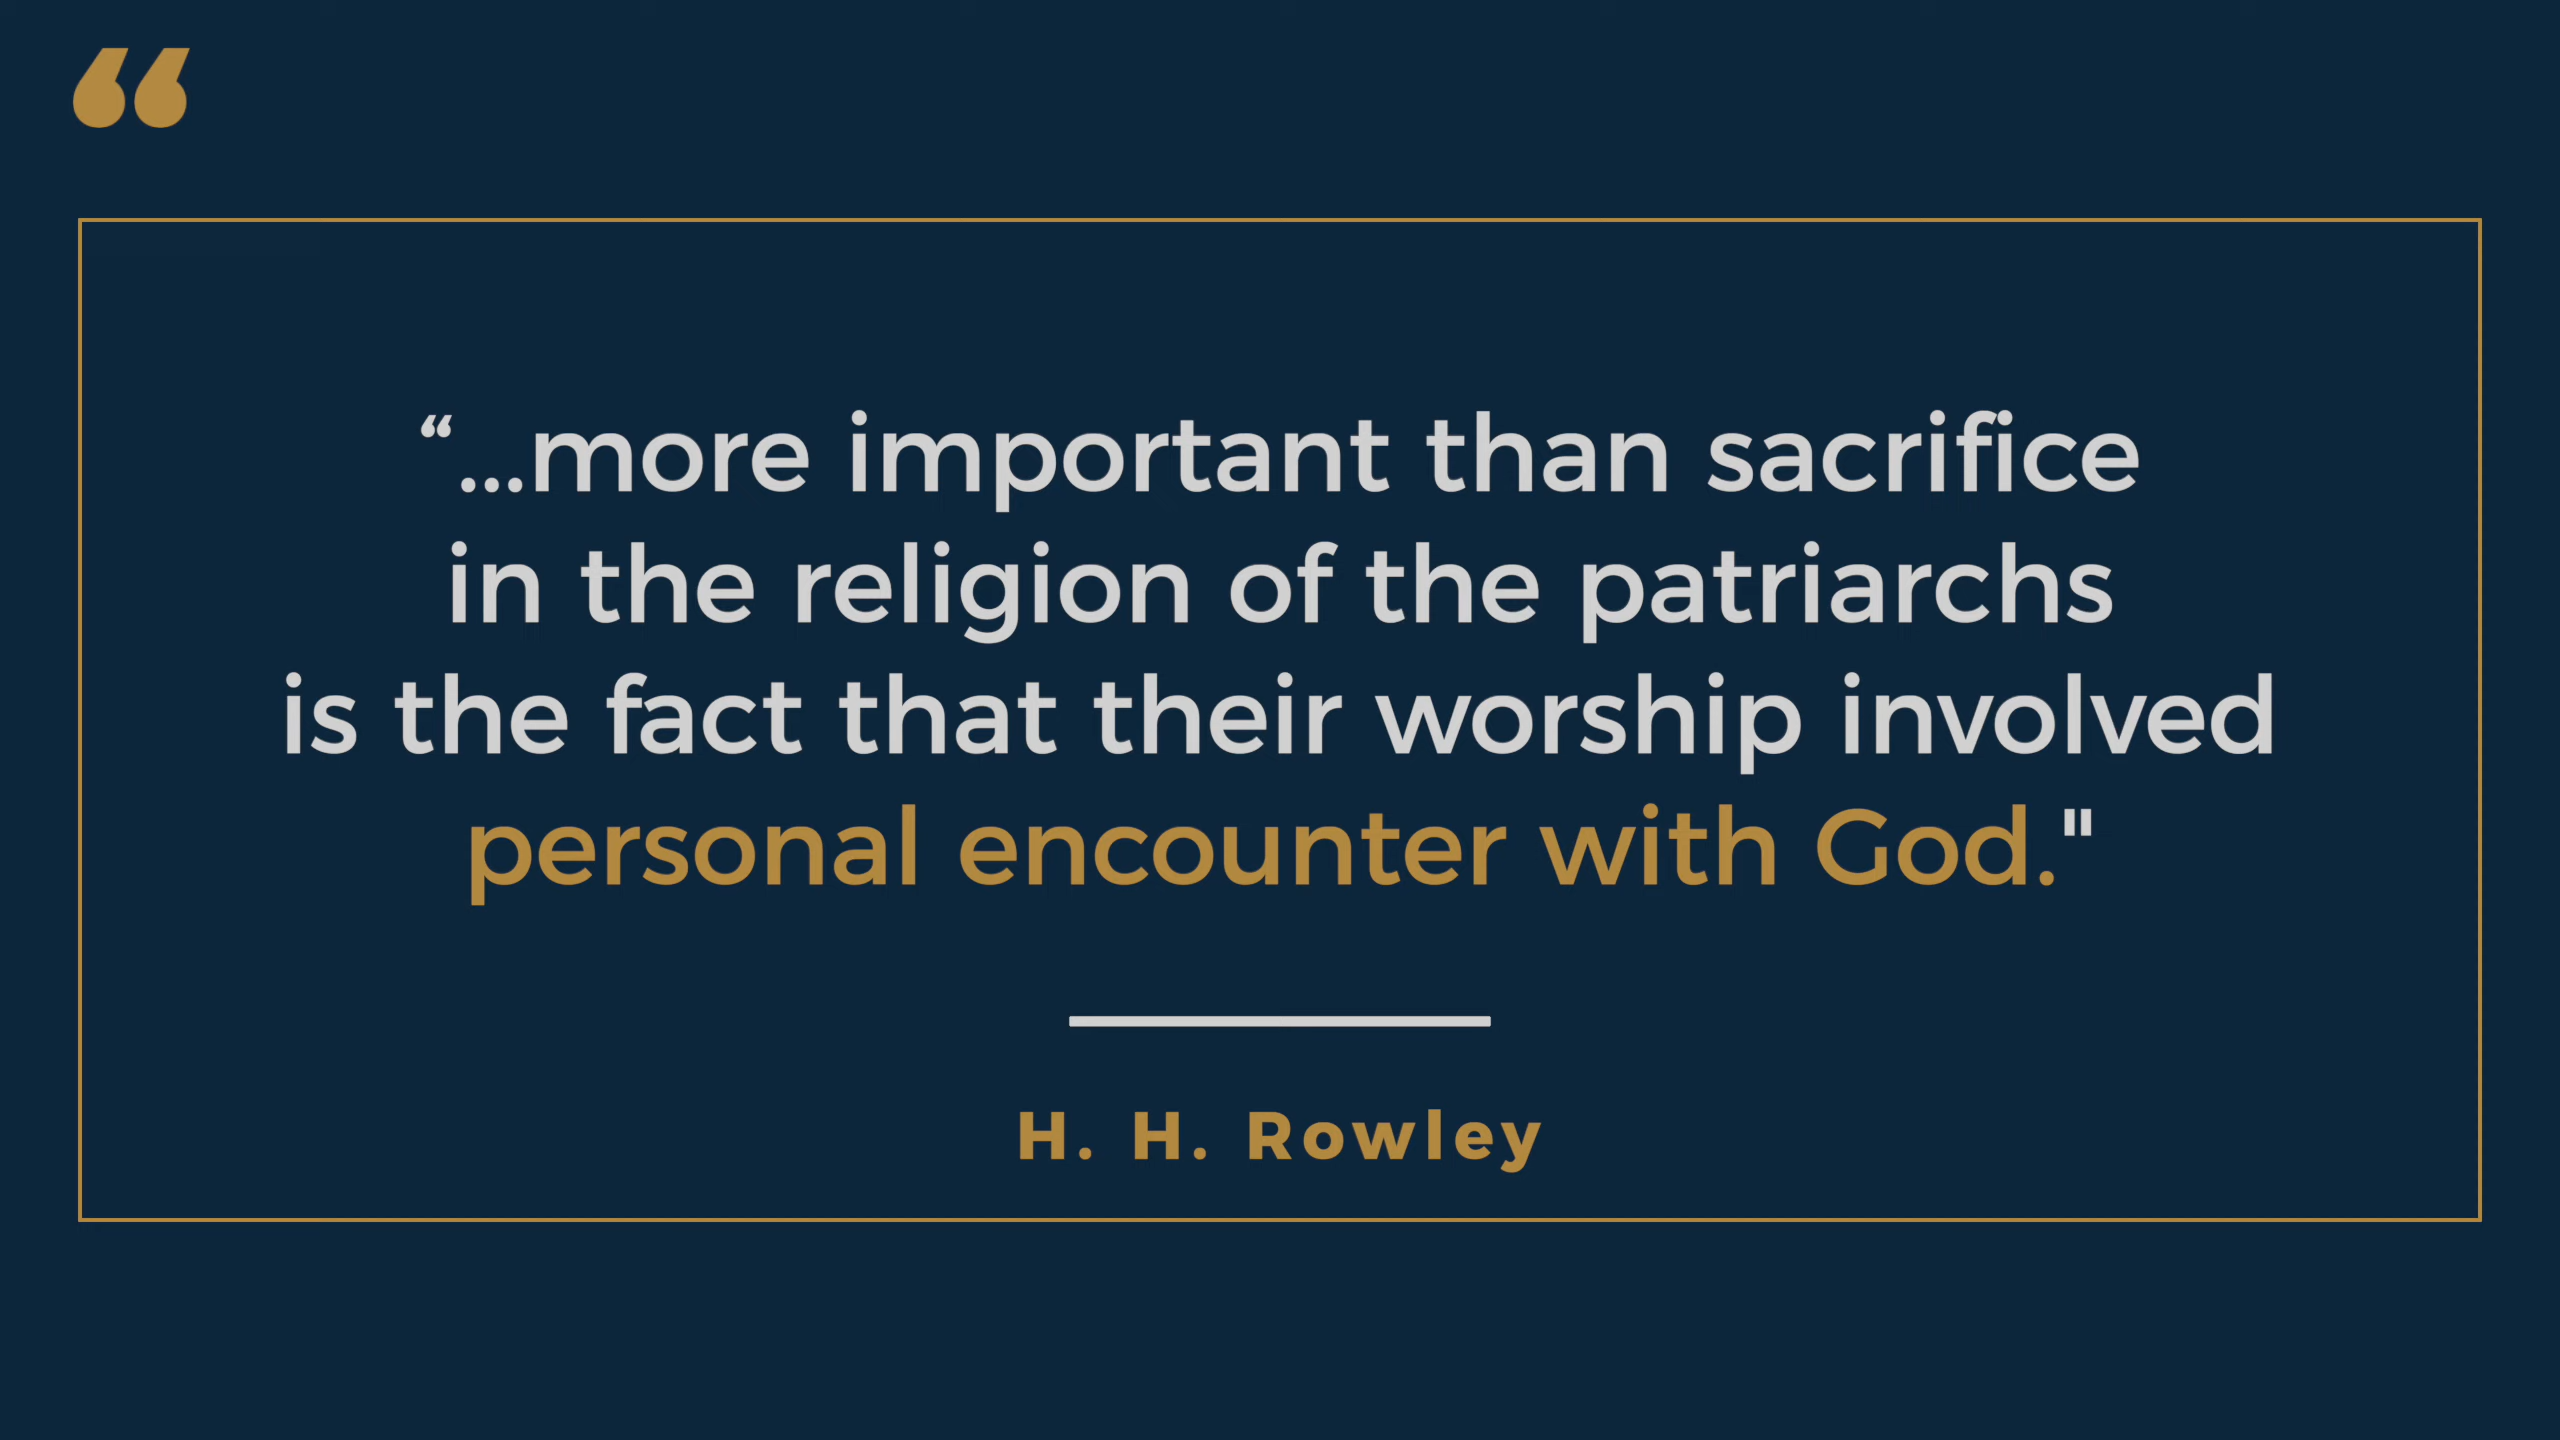 “
“...more important than sacrifice
in the religion of the patriarchs
is the fact that their worship involved
personal encounter with God."
H. H. Rowley